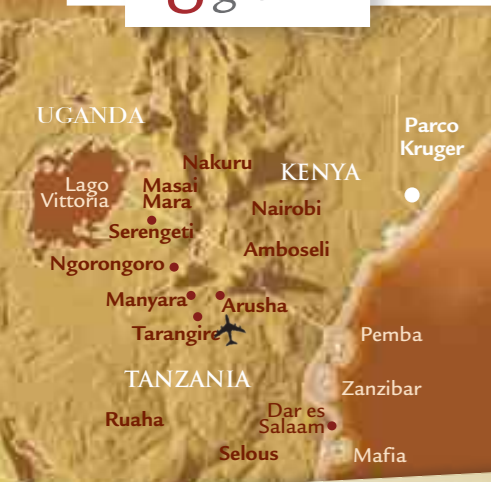 UGANDA
Parco
Kruger
Nakuru
KENYA
Lago
Vittoria
Masai
Mara
Nairobi
Serengeti
Amboseli
Ngorongoro
Manyara
Arusha
Tarangire
Pemba
TANZANIA
Zanzibar
Ruaha
Dar es
Salaam
Selous
Mafia